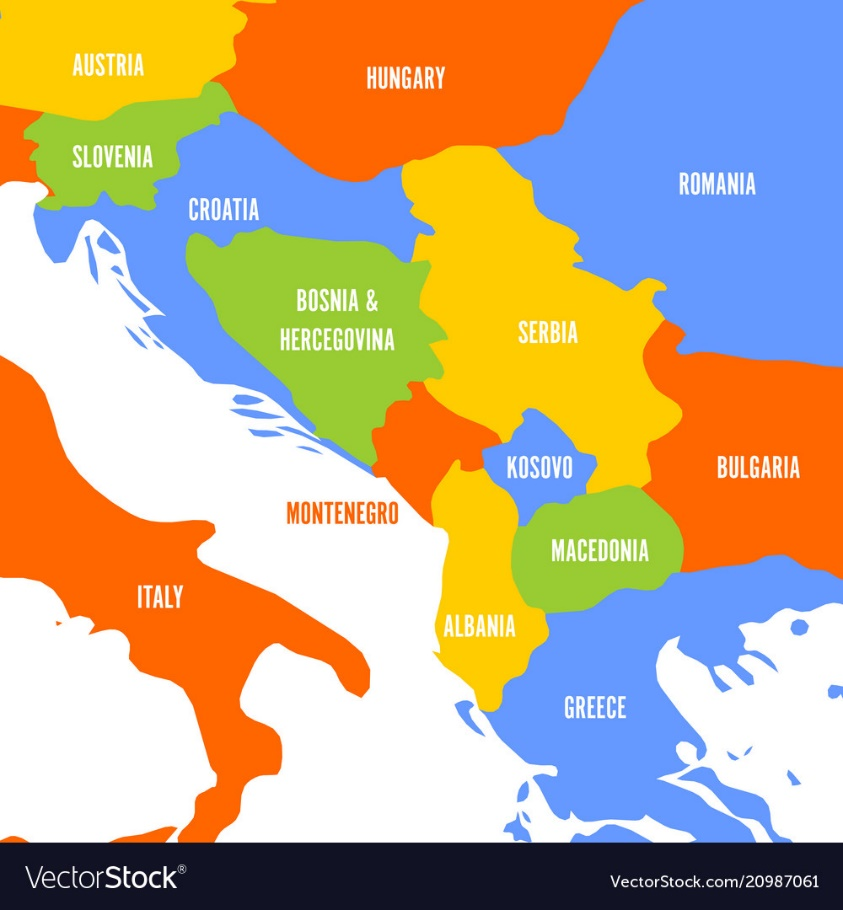 AUSTRIA
HUNGARY
SLOVENIA
ROMANIA
CROATIA
BOSNIA &
HERCEGOVINA
SERBIA
KOSOVO
BULGARIA
MONTENEGRO
MACEDONIA
ITALY
ALBANIA
GREECE
VectorStock®
VectorStock.com/20987061